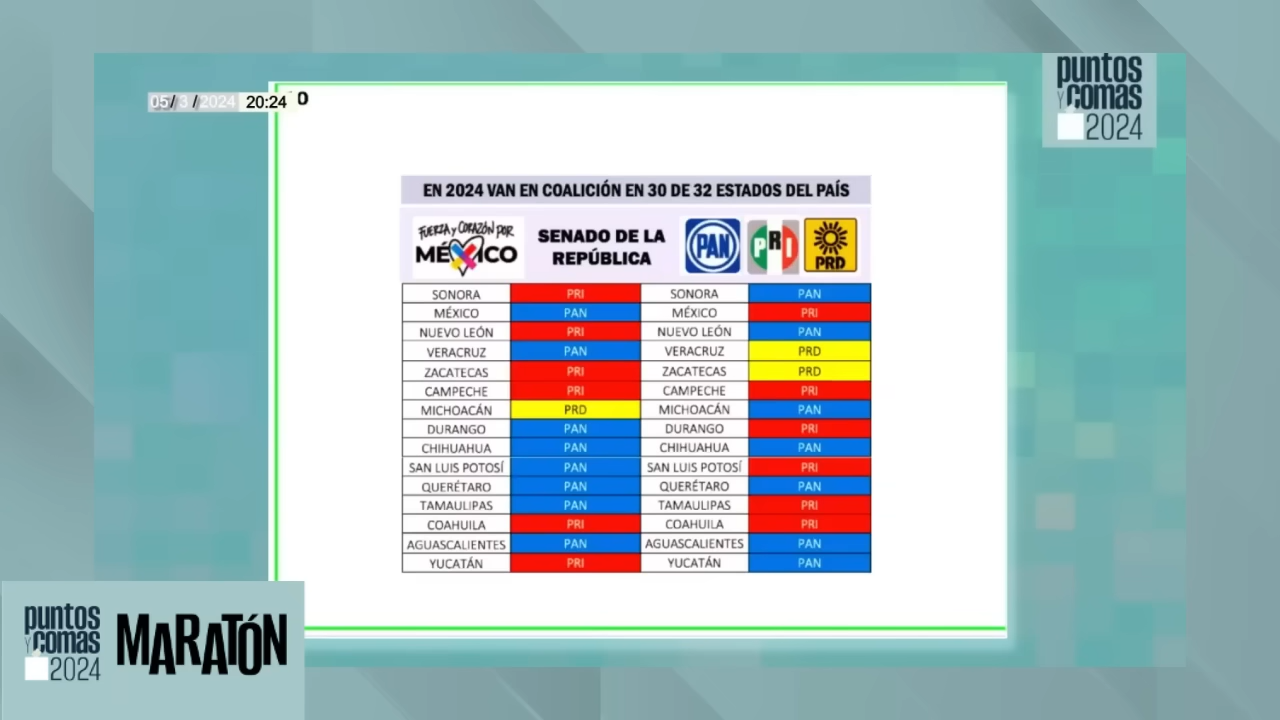 puntos
y comas
2024
05/ 3 / 2024 20:24
O
EN 2024 VAN EN COALICIÓN EN 30 DE 32 ESTADOS DEL PAÍS
FUERZA y CORAZÓN POR
MÉXICO
SENADO DE LA
REPÚBLICA
PAN
PRI
PRD
SONORA PRI SONORA PAN
MÉXICO PAN MÉXICO PRI
NUEVO LEÓN PRI NUEVO LEÓN PAN
VERACRUZ PAN VERACRUZ PRD
ZACATECAS PRI ZACATECAS PRD
CAMPECHE PRI CAMPECHE PRI
MICHOACÁN PRD MICHOACÁN PAN
DURANGO PAN DURANGO PRI
CHIHUAHUA PAN CHIHUAHUA PAN
SAN LUIS POTOSÍ PAN SAN LUIS POTOSÍ PRI
QUERÉTARO PAN QUERÉTARO PAN
TAMAULIPAS PAN TAMAULIPAS PRI
COAHUILA PRI COAHUILA PRI
AGUASCALIENTES PAN AGUASCALIENTES PAN
YUCATÁN PRI YUCATÁN PAN
puntos
y comas
2024
MARATÓN